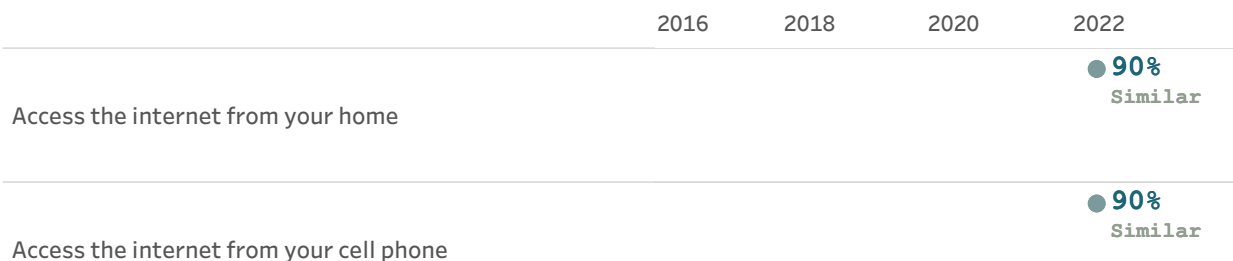 2016 2018 2020 2022
90%
Similar
Access the internet from your home
90%
Similar
Access the internet from your cell phone